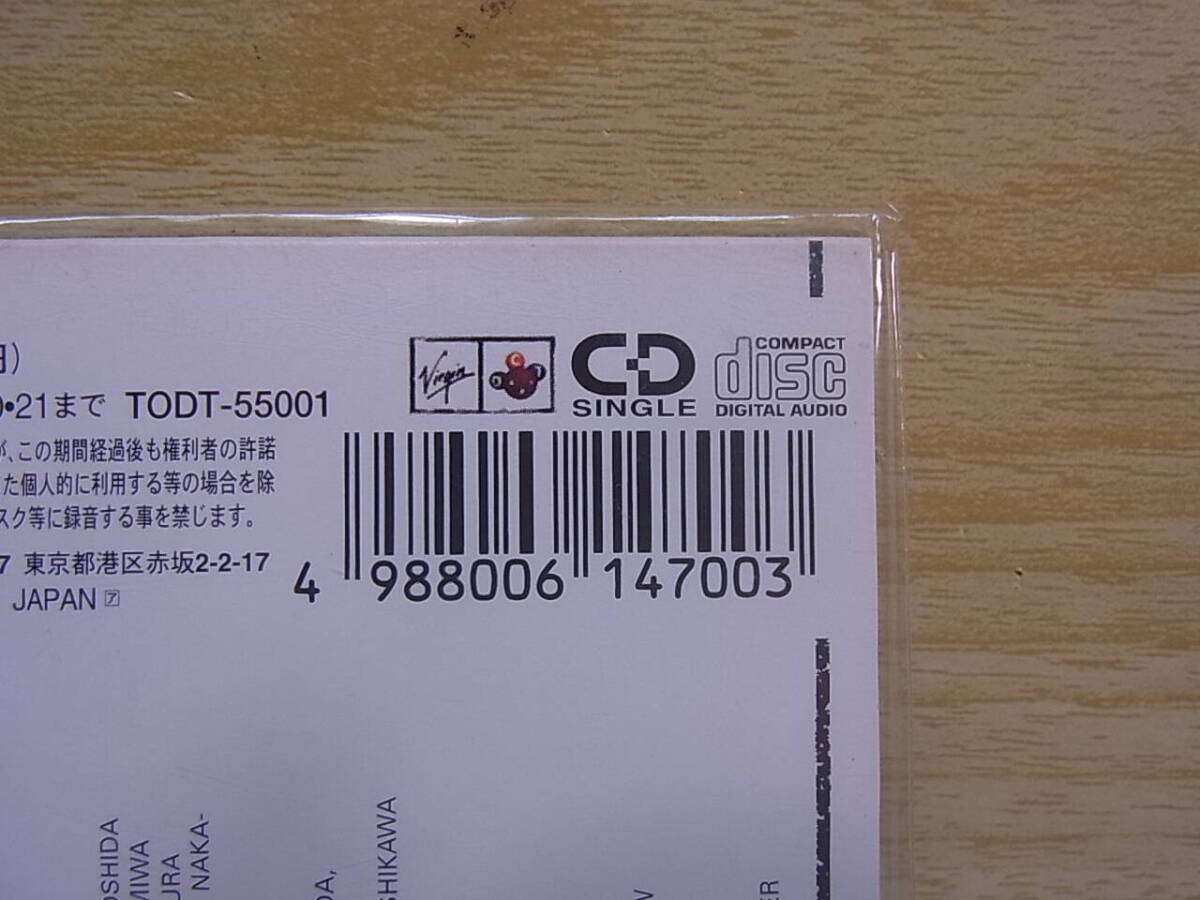 円)
•21まで TODT-55001
が、この期間経過後も権利者の許諾
た個人的に利用する等の場合を除
スク等に録音する事を禁じます。
7 東京都港区赤坂2-2-17
JAPAN ア
Virgin
CD
SINGLE
COMPACT
disc
DIGITAL AUDIO
4 988006 147003
OSHIDA
MIWA
URA
NAKA-
DA,
SHIKAWA
V
ER